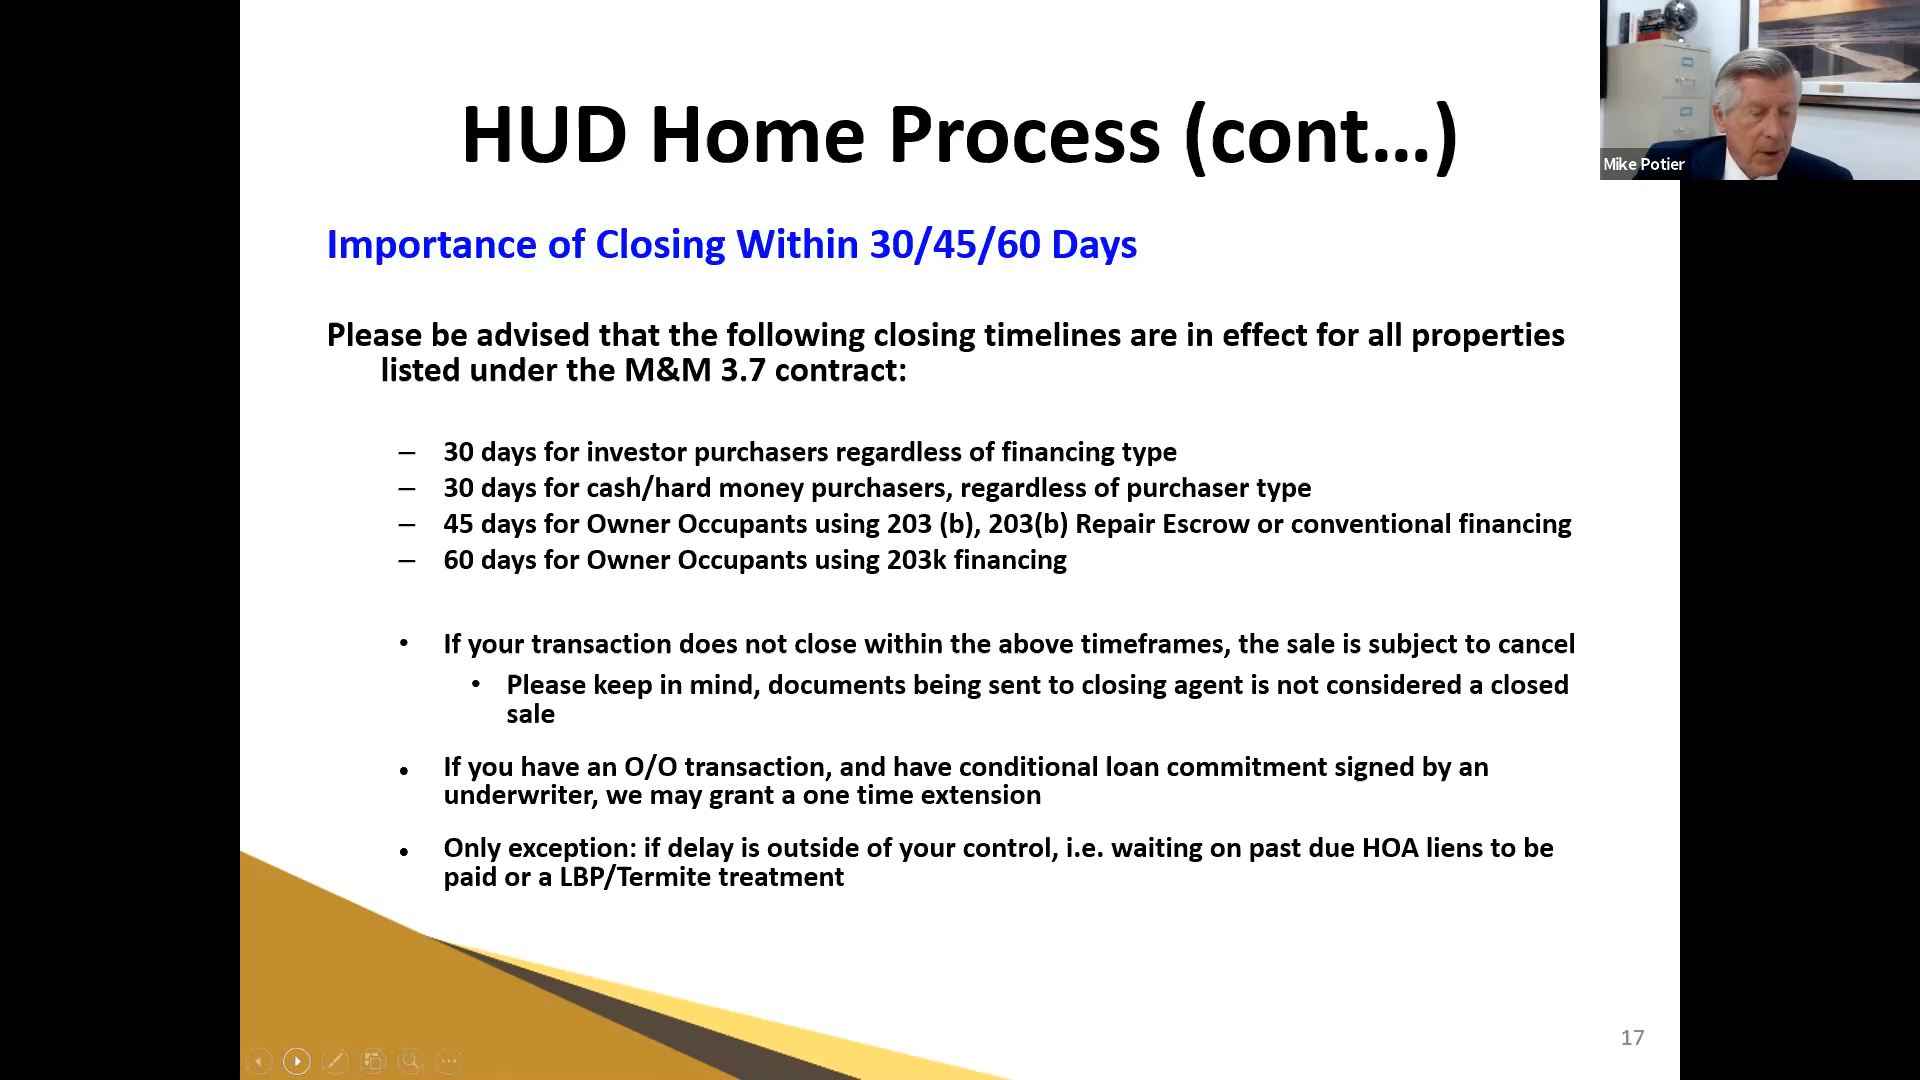 HUD Home Process (cont...)
Mike Potier
Importance of Closing Within 30/45/60 Days
Please be advised that the following closing timelines are in effect for all properties
listed under the M&M 3.7 contract:
– 30 days for investor purchasers regardless of financing type
– 30 days for cash/hard money purchasers, regardless of purchaser type
– 45 days for Owner Occupants using 203 (b), 203(b) Repair Escrow or conventional financing
– 60 days for Owner Occupants using 203k financing
• If your transaction does not close within the above timeframes, the sale is subject to cancel
• Please keep in mind, documents being sent to closing agent is not considered a closed
sale
• If you have an O/O transaction, and have conditional loan commitment signed by an
underwriter, we may grant a one time extension
• Only exception: if delay is outside of your control, i.e. waiting on past due HOA liens to be
paid or a LBP/Termite treatment
17